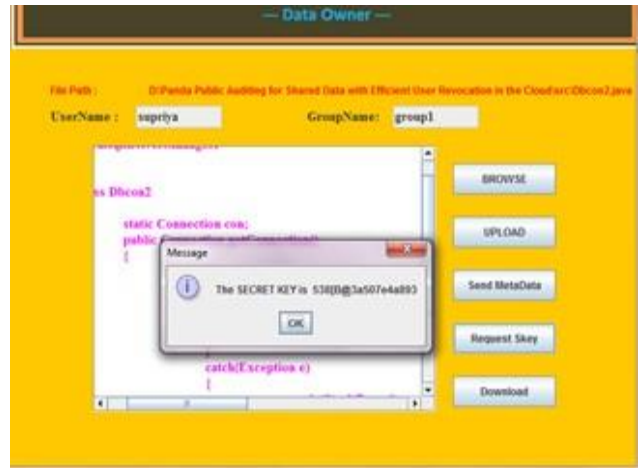 — Data Owner —
File Path : D:\Panda Public Auditing for Shared Data with Efficient User Revocation in the Cloud\src\Dbcon2.java
UserName : supriya GroupName: group1
BROWSE
ss Dbcon2
static Connection con;
UPLOAD
public
{
Message
The SECRET KEY is 538[B@3a507e4a893
Send MetaData
OK
Request Skey
}
catch(Exception e)
{
Download